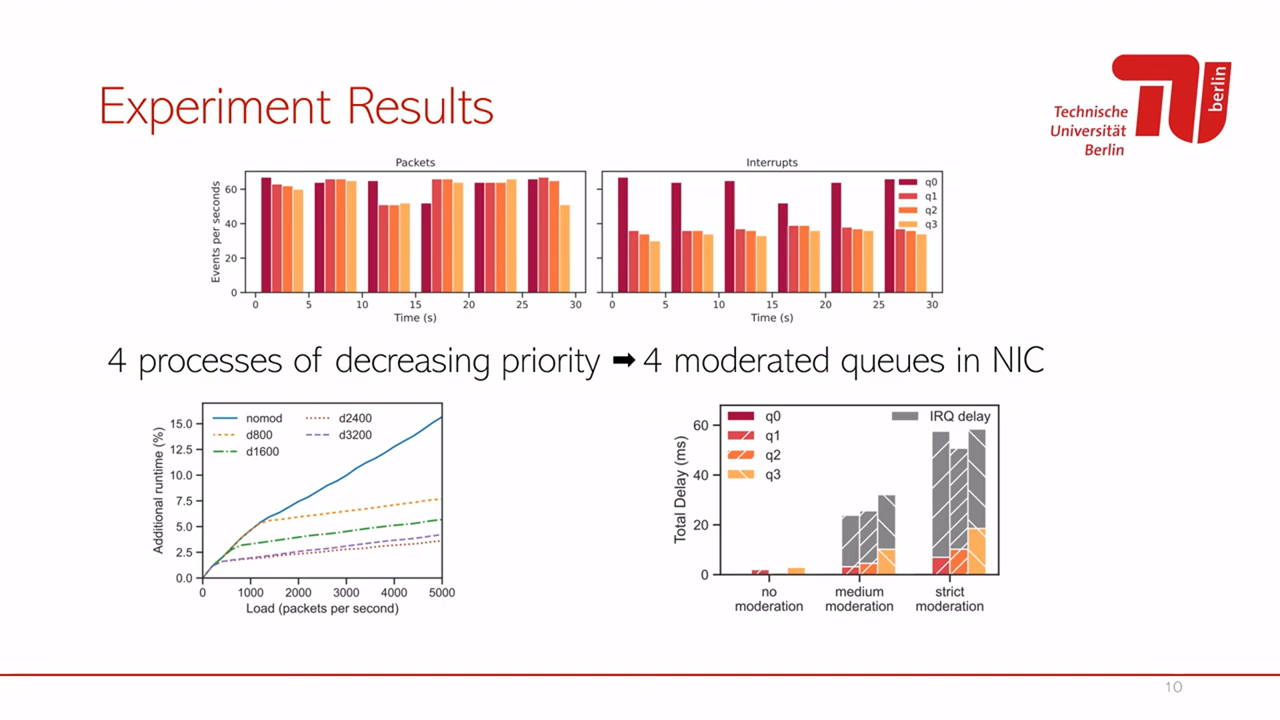 Experiment Results
Technische
Universität
Berlin
berlin
Packets
Interrupts
Events per seconds
60
40
20
0
0 5 10 15 20 25 30
Time (s)
0 5 10 15 20 25 30
Time (s)
q0
q1
q2
q3
4 processes of decreasing priority ➡ 4 moderated queues in NIC
Additional runtime (%)
15.0
12.5
10.0
7.5
5.0
2.5
0.0
nomod
d800
d1600
d2400
d3200
0 1000 2000 3000 4000 5000
Load (packets per second)
Total Delay (ms)
60
40
20
0
q0
q1
q2
q3
IRQ delay
no
moderation
medium
moderation
strict
moderation
10